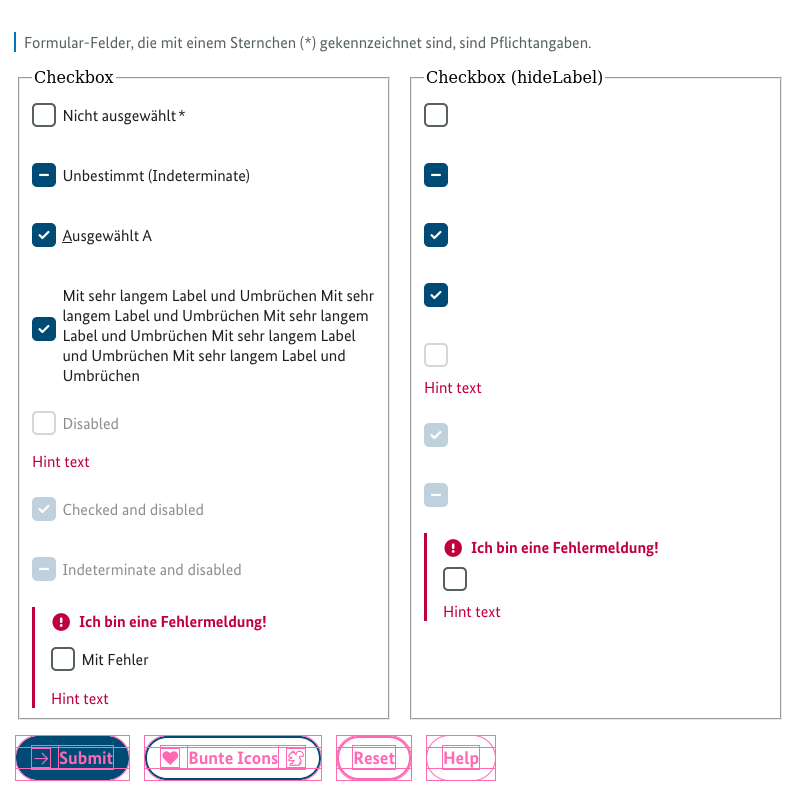 Formular-Felder, die mit einem Sternchen (*) gekennzeichnet sind, sind Pflichtangaben.
Checkbox
Nicht ausgewählt *
Unbestimmt (Indeterminate)
Ausgewählt A
Mit sehr langem Label und Umbrüchen Mit sehr
langem Label und Umbrüchen Mit sehr langem
Label und Umbrüchen Mit sehr langem Label
und Umbrüchen Mit sehr langem Label und
Umbrüchen
Disabled
Hint text
Checked and disabled
Indeterminate and disabled
Ich bin eine Fehlermeldung!
Mit Fehler
Hint text
Checkbox (hideLabel)
Hint text
Ich bin eine Fehlermeldung!
Hint text
Submit
Bunte Icons
Reset
Help